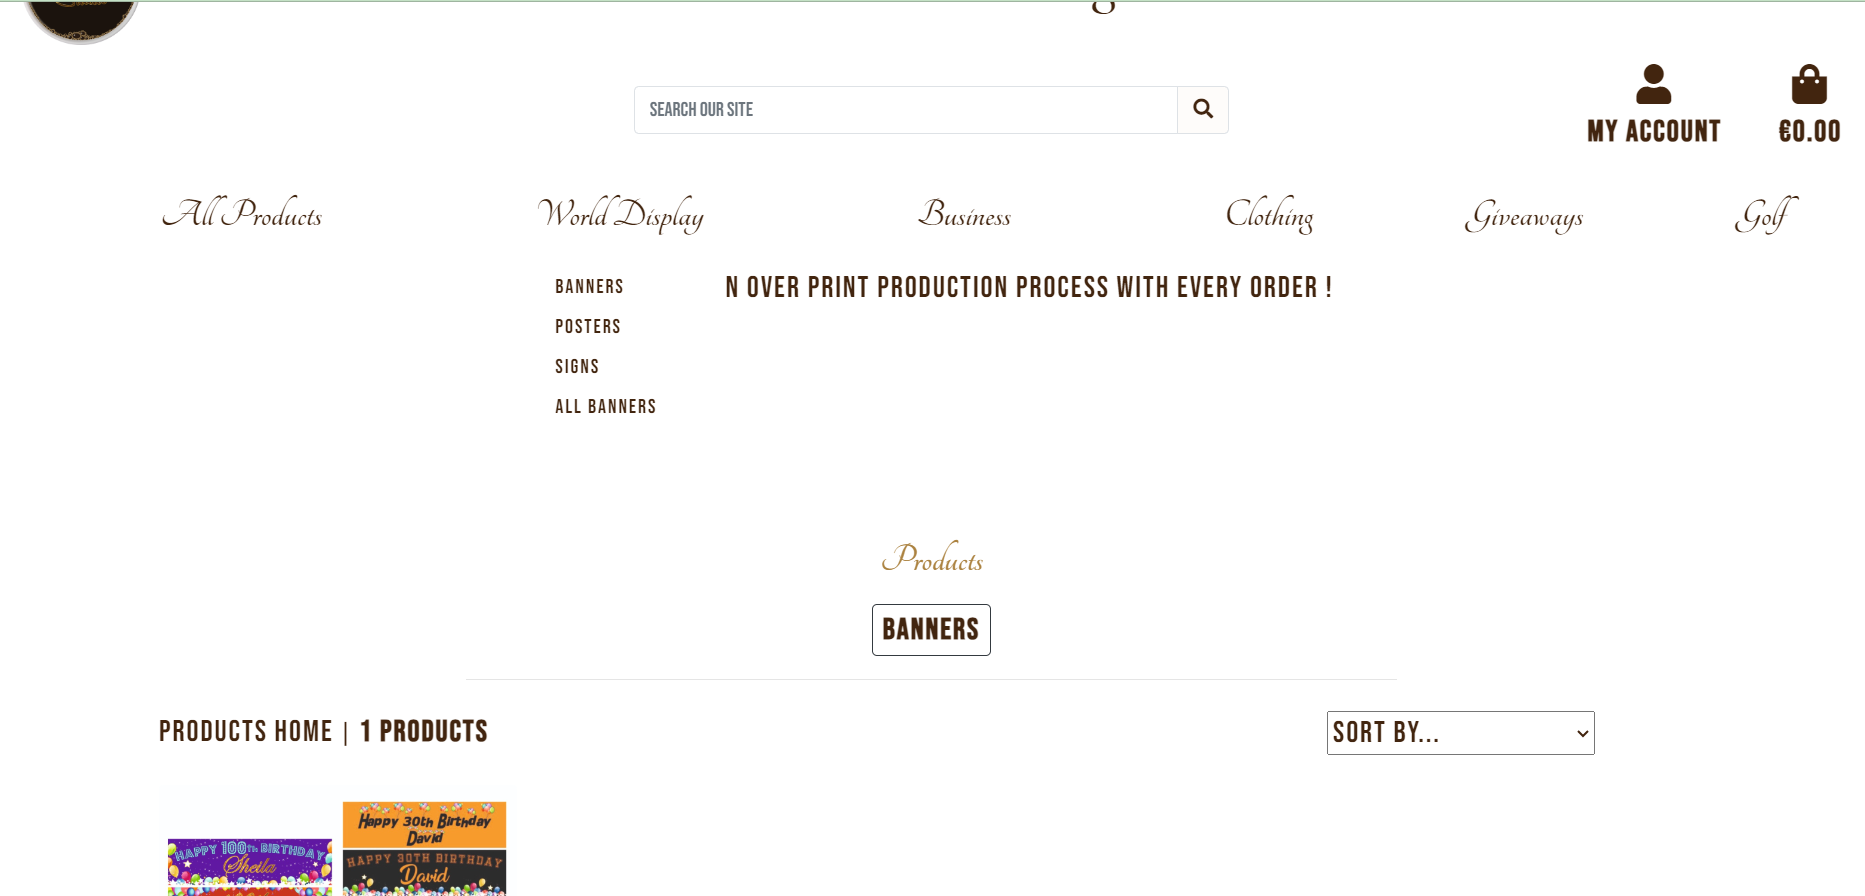 SEARCH OUR SITE
MY ACCOUNT
€0.00
All Products
World Display
Business
Clothing
Giveaways
Golf
BANNERS
N OVER PRINT PRODUCTION PROCESS WITH EVERY ORDER !
POSTERS
SIGNS
ALL BANNERS
Products
BANNERS
PRODUCTS HOME | 1 PRODUCTS
SORT BY...
Happy 30th Birthday
David
HAPPY 100TH BIRTHDAY
Sheila
HAPPY 30TH BIRTHDAY
David